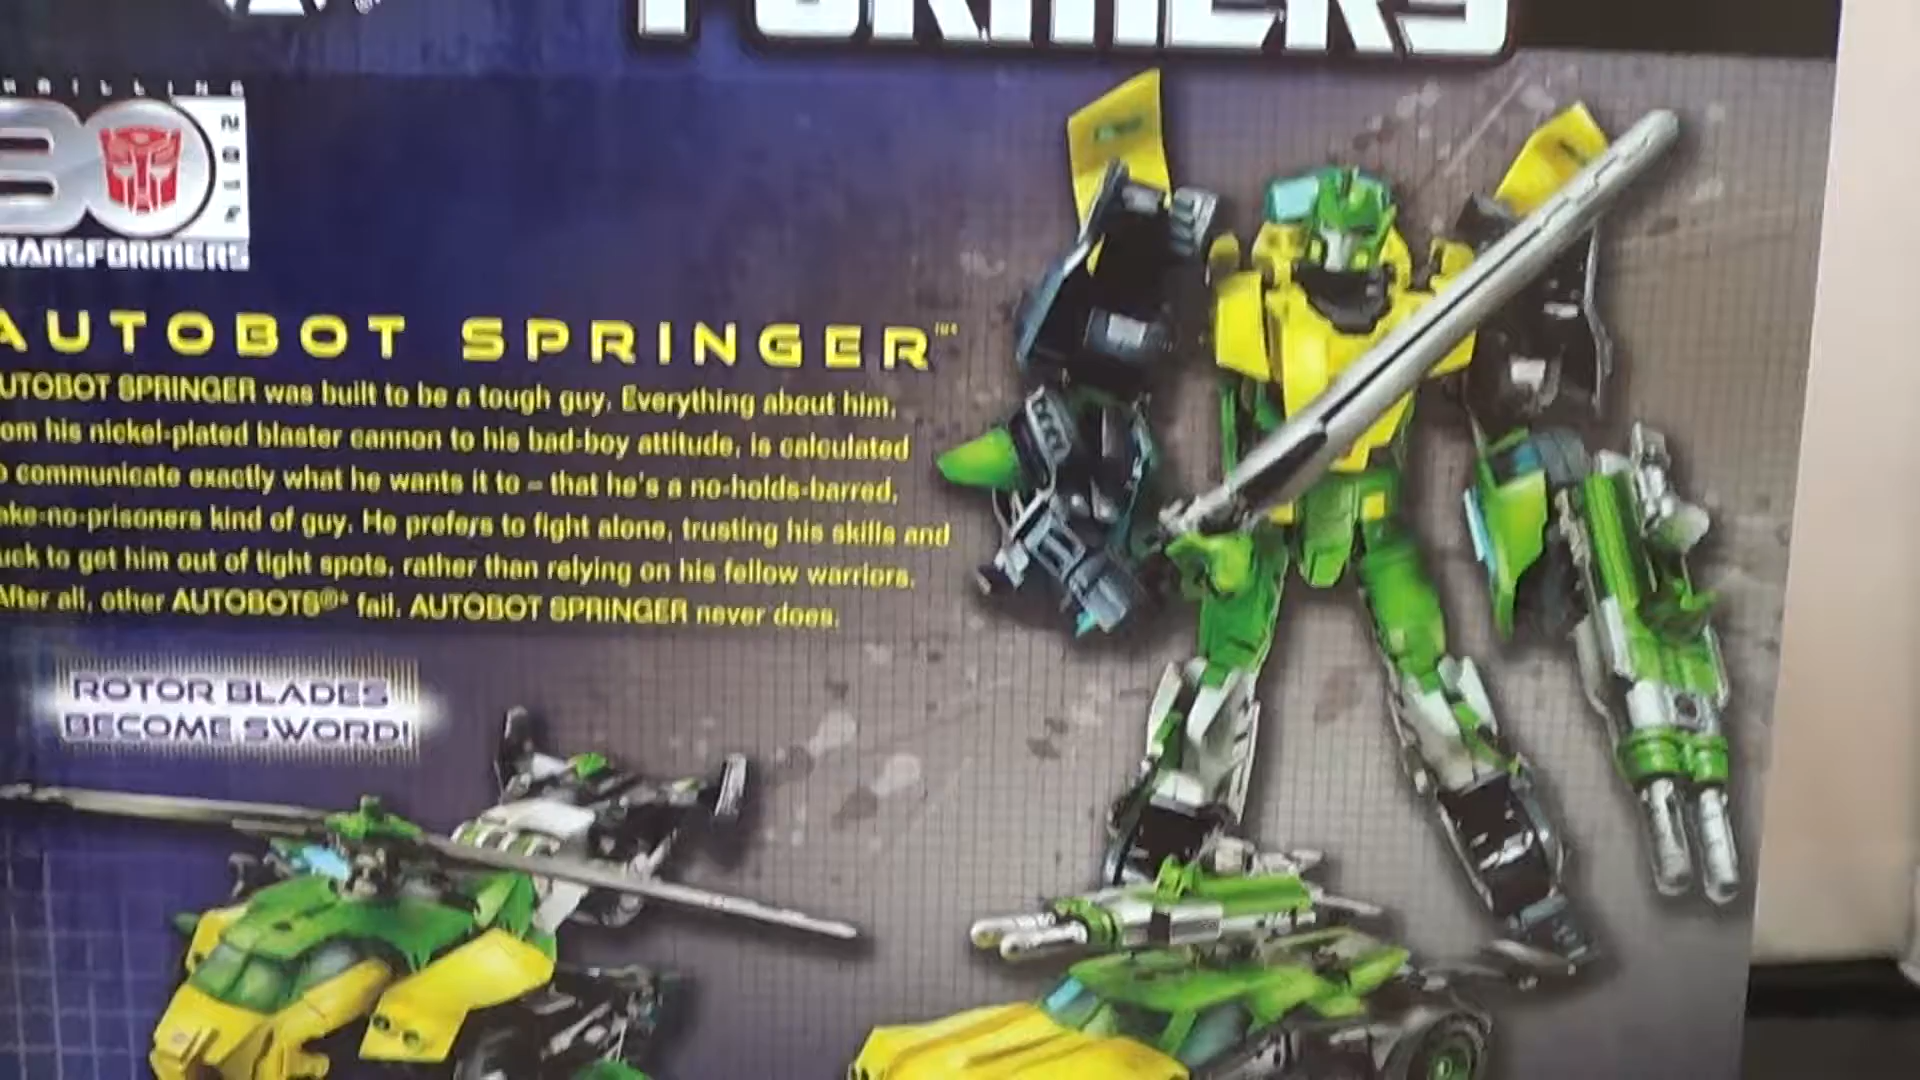 FORMERS
30
2014
TRANSFORMERS
AUTOBOT SPRINGER™
UTOBOT SPRINGER was built to be a tough guy. Everything about him,
om his nickel-plated blaster cannon to his bad-boy attitude, is calculated
o communicate exactly what he wants it to – that he's a no-holds-barred,
ake-no-prisoners kind of guy. He prefers to fight alone, trusting his skills and
uck to get him out of tight spots, rather than relying on his fellow warriors.
After all, other AUTOBOTS®* fail. AUTOBOT SPRINGER never does.
ROTOR BLADES
BECOME SWORD!